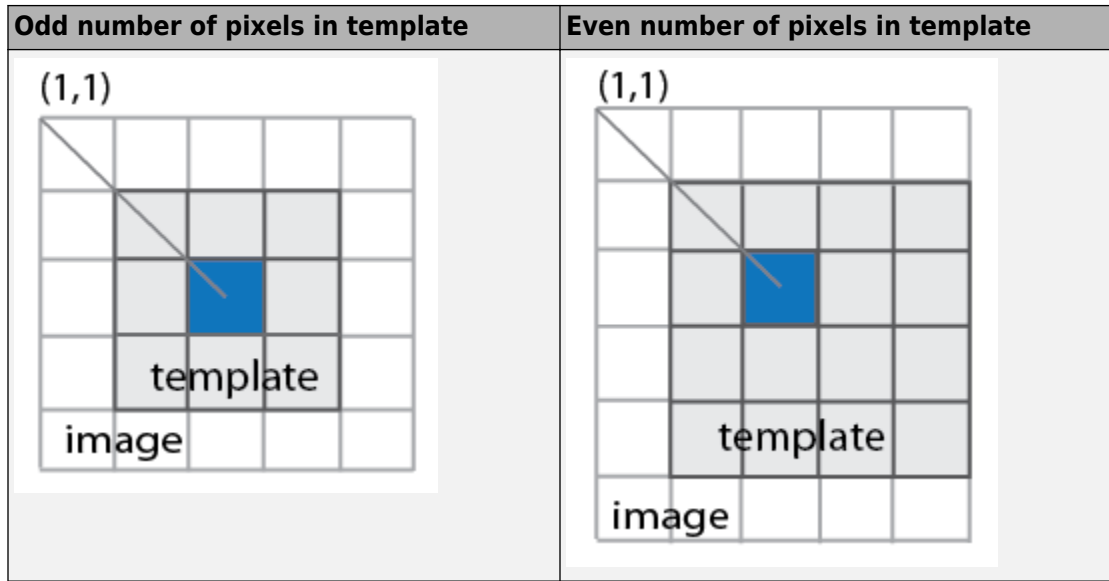 Odd number of pixels in template
Even number of pixels in template
(1,1)
template
image
(1,1)
template
image